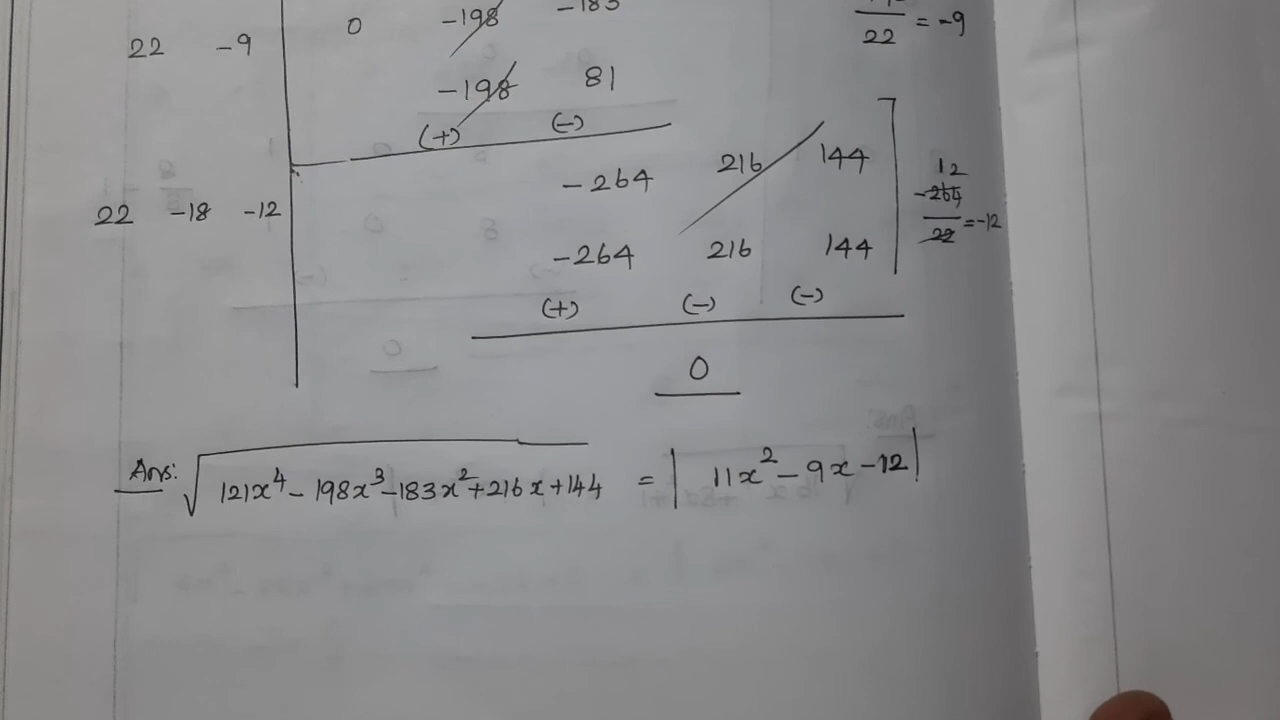 0 -198 -183
22 = -9
22 -9
-198 81
(+) (-)
-264 216 144
22 -18 -12
12
-264
22 = -12
-264 216 144
(+) (-) (-)
0
Ans: √121x⁴ - 198x³ - 183x² + 216x + 144 = | 11x² - 9x - 12 |